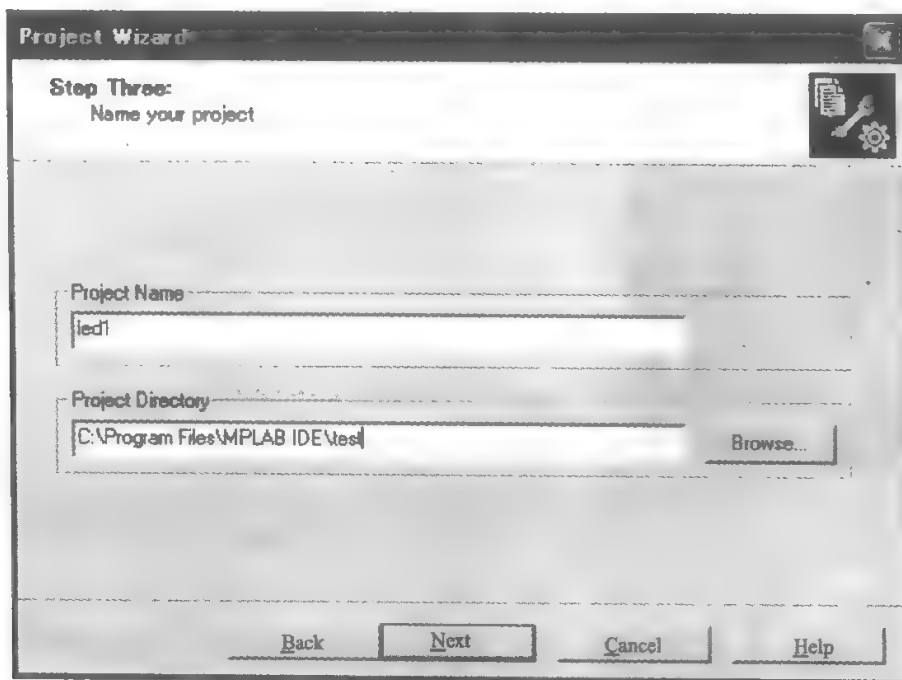 Project Wizard
Step Three:
Name your project
Project Name
led1
Project Directory
C:\Program Files\MPLAB IDE\test
Browse...
Back Next Cancel Help